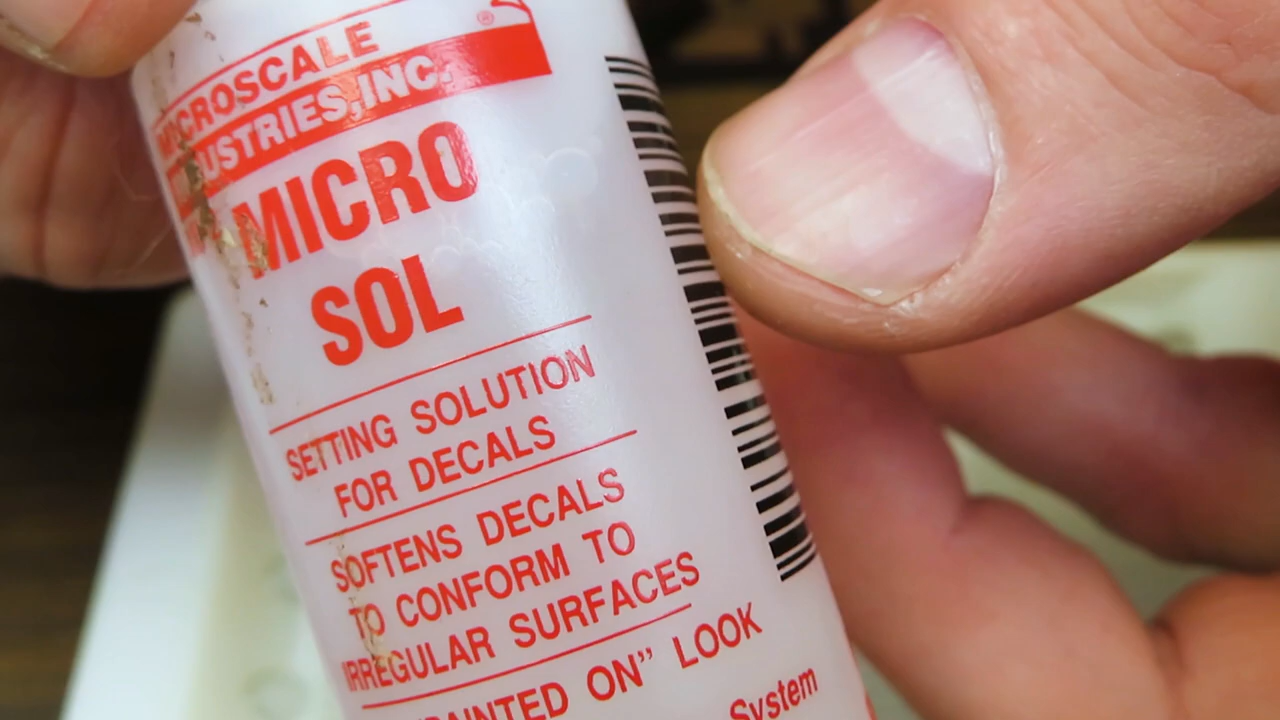 MICROSCALE ®
INDUSTRIES, INC.
MICRO
SOL
SETTING SOLUTION
FOR DECALS
SOFTENS DECALS
TO CONFORM TO
IRREGULAR SURFACES
PAINTED ON” LOOK
System